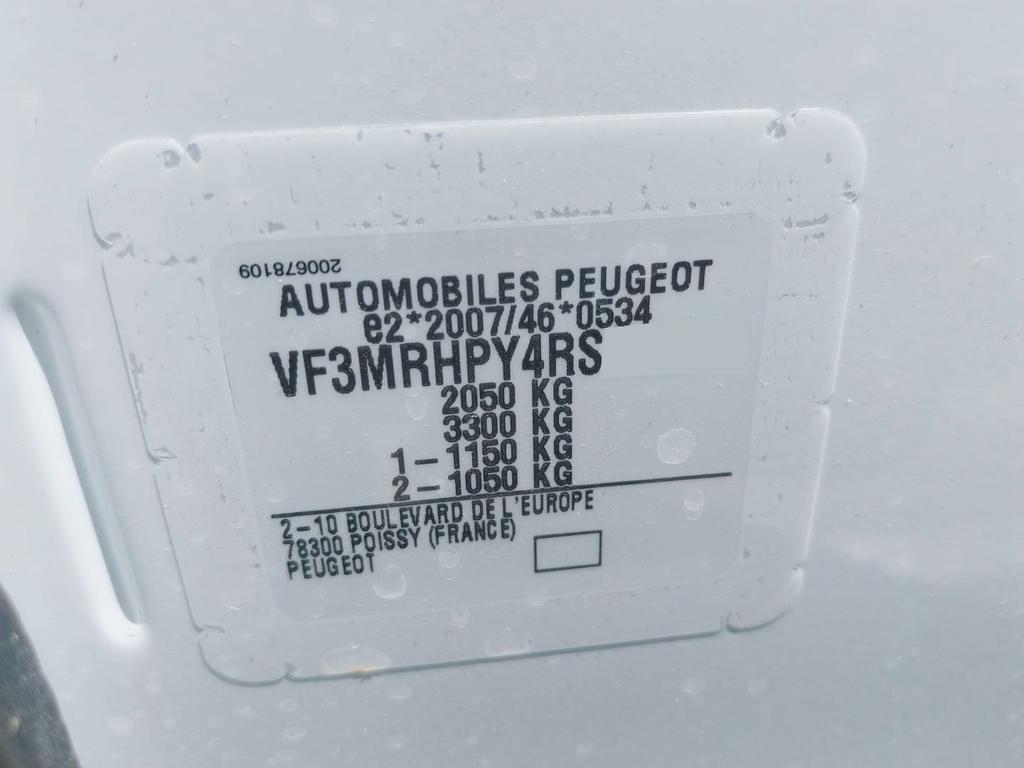 200678109
AUTOMOBILES PEUGEOT
e2*2007/46*0534
VF3MRHPY4RS
2050 KG
3300 KG
1-1150 KG
2-1050 KG
2-10 BOULEVARD DE L'EUROPE
78300 POISSY (FRANCE)
PEUGEOT